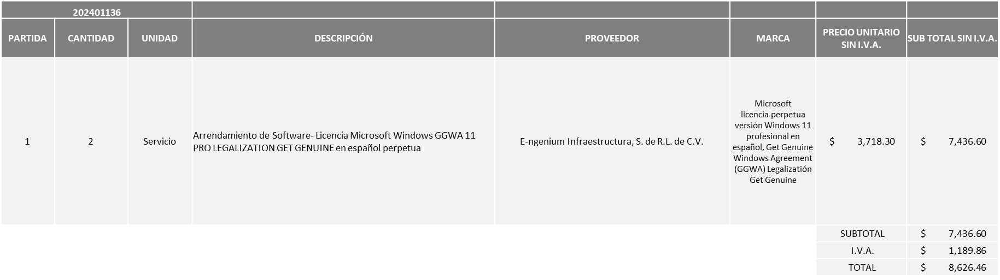 202401136
PARTIDA
CANTIDAD
UNIDAD
DESCRIPCIÓN
PROVEEDOR
MARCA
PRECIO UNITARIO
SIN I.V.A.
SUB TOTAL SIN I.V.A.
1
2
Servicio
Arrendamiento de Software- Licencia Microsoft Windows GGWA 11
PRO LEGALIZATION GET GENUINE en español perpetua
E-ngenium Infraestructura, S. de R.L. de C.V.
Microsoft
licencia perpetua
versión Windows 11
profesional en
español, Get Genuine
Windows Agreement
(GGWA) Legalizatión
Get Genuine
$ 3,718.30
$ 7,436.60
SUBTOTAL $ 7,436.60
I.V.A. $ 1,189.86
TOTAL $ 8,626.46